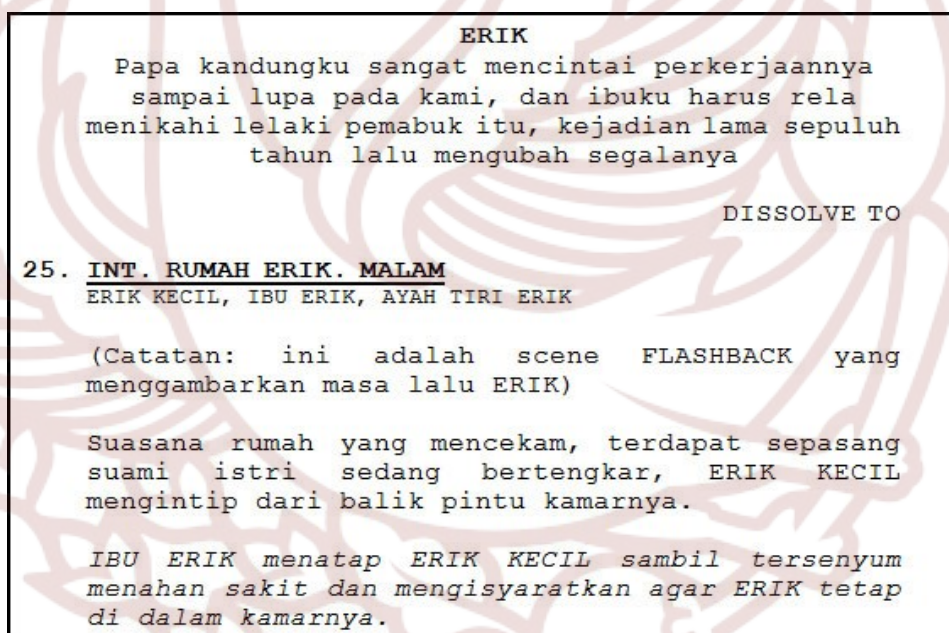 ERIK
Papa kandungku sangat mencintai perkerjaannya
sampai lupa pada kami, dan ibuku harus rela
menikahi lelaki pemabuk itu, kejadian lama sepuluh
tahun lalu mengubah segalanya
DISSOLVE TO
25. INT. RUMAH ERIK. MALAM
ERIK KECIL, IBU ERIK, AYAH TIRI ERIK
(Catatan: ini adalah scene FLASHBACK yang
menggambarkan masa lalu ERIK)
Suasana rumah yang mencekam, terdapat sepasang
suami istri sedang bertengkar, ERIK KECIL
mengintip dari balik pintu kamarnya.
IBU ERIK menatap ERIK KECIL sambil tersenyum
menahan sakit dan mengisyaratkan agar ERIK tetap
di dalam kamarnya.